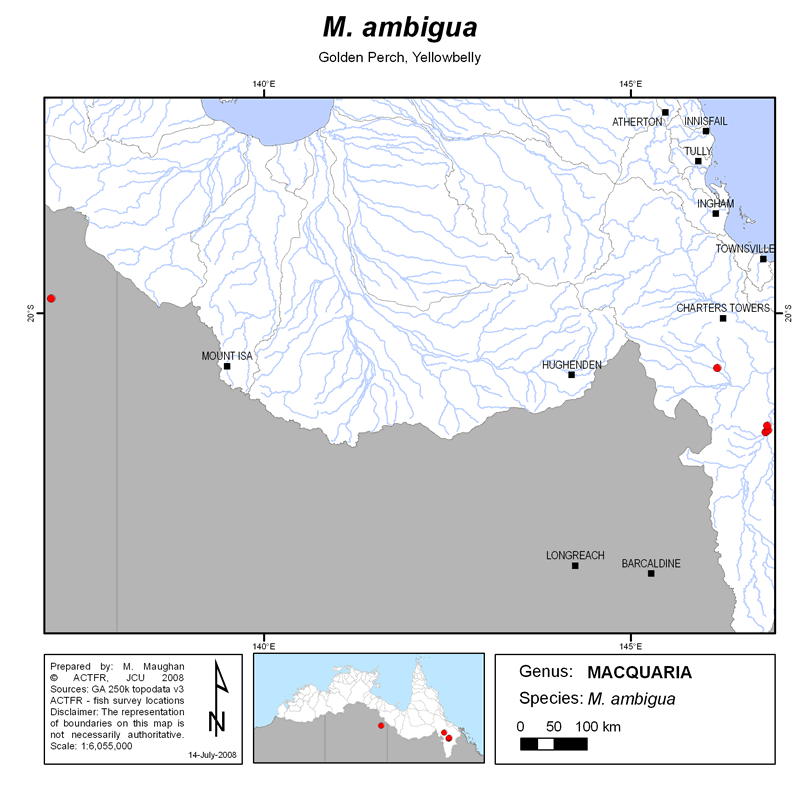 M. ambigua
Golden Perch, Yellowbelly
140°E
145°E
ATHERTON
INNISFAIL
TULLY
INGHAM
TOWNSVILLE
20°S
20°S
CHARTERS TOWERS
MOUNT ISA
HUGHENDEN
LONGREACH
BARCALDINE
140°E
145°E
Prepared by: M. Maughan
© ACTFR, JCU 2008
Sources: GA 250k topodata v3
ACTFR - fish survey locations
Disclaimer: The representation
of boundaries on this map is
not necessarily authoritative.
Scale: 1:6,055,000
N
14-July-2008
Genus: MACQUARIA
Species: M. ambigua
0 50 100 km